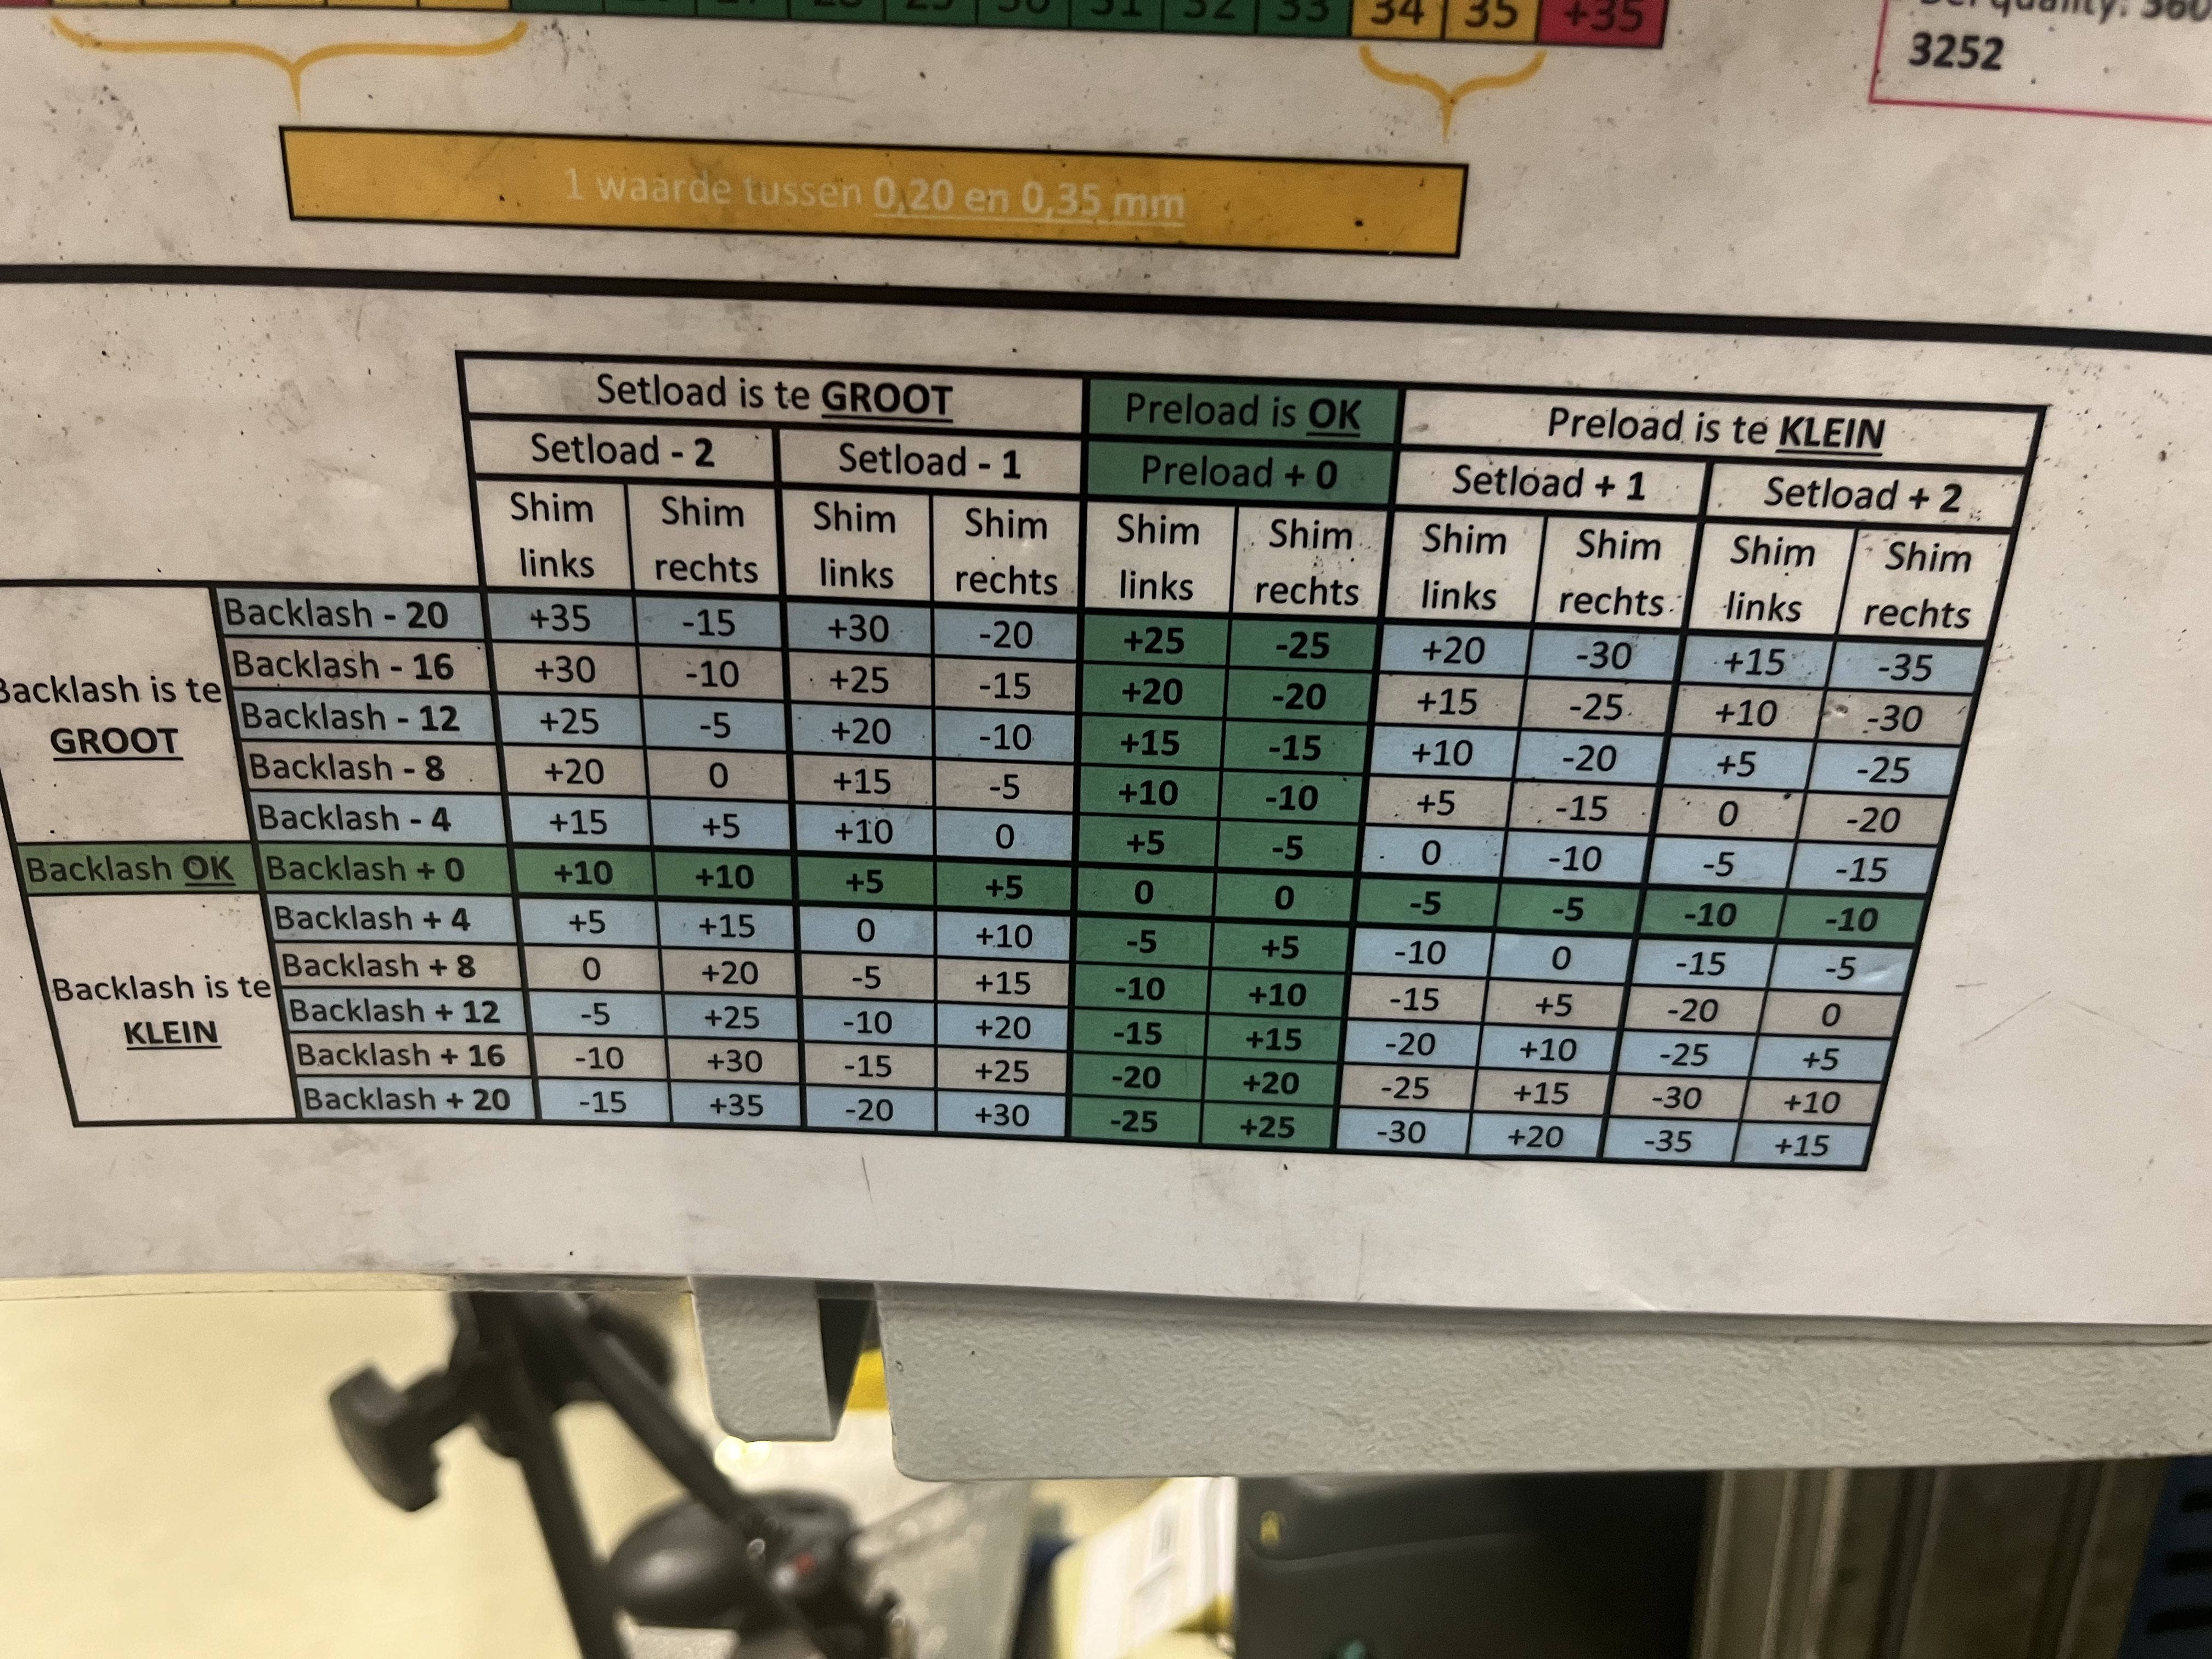 31 32 33 34 35 +35
quality: 360
3252
1 waarde tussen 0,20 en 0,35 mm
Setload is te GROOT Preload is OK Preload is te KLEIN
Setload - 2 Setload - 1 Preload + 0 Setload + 1 Setload + 2
Shim links Shim rechts Shim links Shim rechts Shim links Shim rechts Shim links Shim rechts Shim links Shim rechts
Backlash is te GROOT
Backlash - 20 +35 -15 +30 -20 +25 -25 +20 -30 +15 -35
Backlash - 16 +30 -10 +25 -15 +20 -20 +15 -25 +10 -30
Backlash - 12 +25 -5 +20 -10 +15 -15 +10 -20 +5 -25
Backlash - 8 +20 0 +15 -5 +10 -10 +5 -15 0 -20
Backlash - 4 +15 +5 +10 0 +5 -5 0 -10 -5 -15
Backlash OK Backlash + 0 +10 +10 +5 +5 0 0 -5 -5 -10 -10
Backlash is te KLEIN
Backlash + 4 +5 +15 0 +10 -5 +5 -10 0 -15 -5
Backlash + 8 0 +20 -5 +15 -10 +10 -15 +5 -20 0
Backlash + 12 -5 +25 -10 +20 -15 +15 -20 +10 -25 +5
Backlash + 16 -10 +30 -15 +25 -20 +20 -25 +15 -30 +10
Backlash + 20 -15 +35 -20 +30 -25 +25 -30 +20 -35 +15